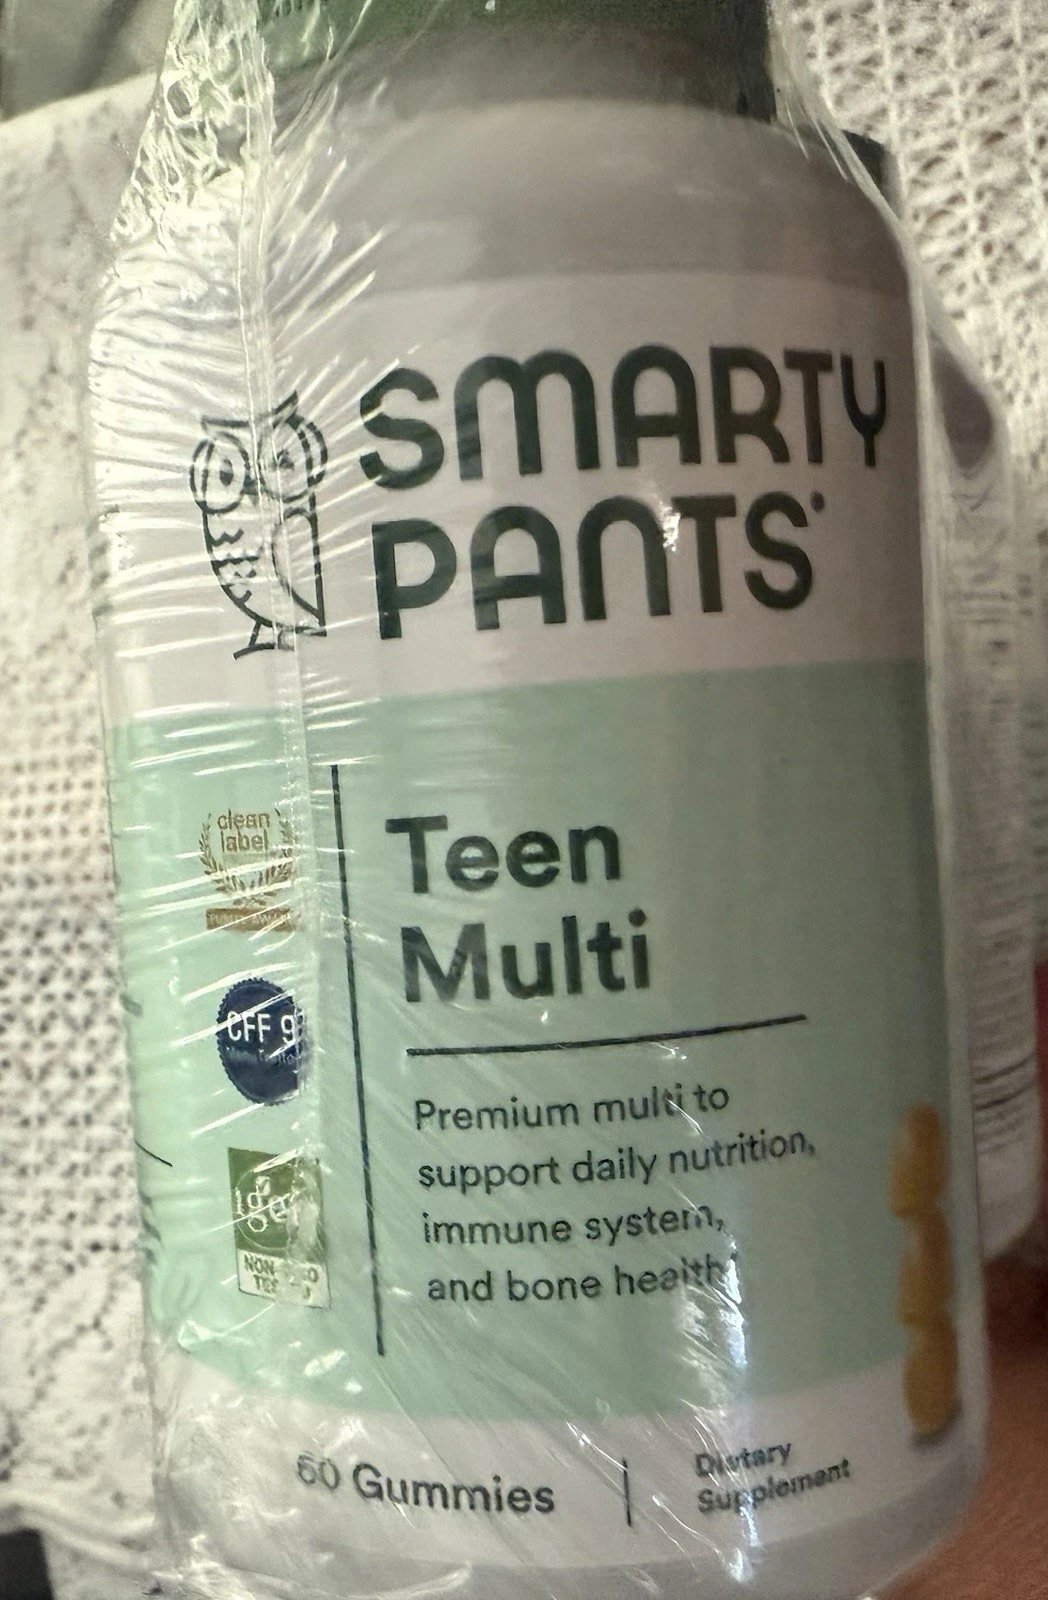 SMARTY
PANTS
clean
label
Teen
Multi
Premium multi to
support daily nutrition,
immune system,
and bone health
NON
60 Gummies
Dietary
Supplement